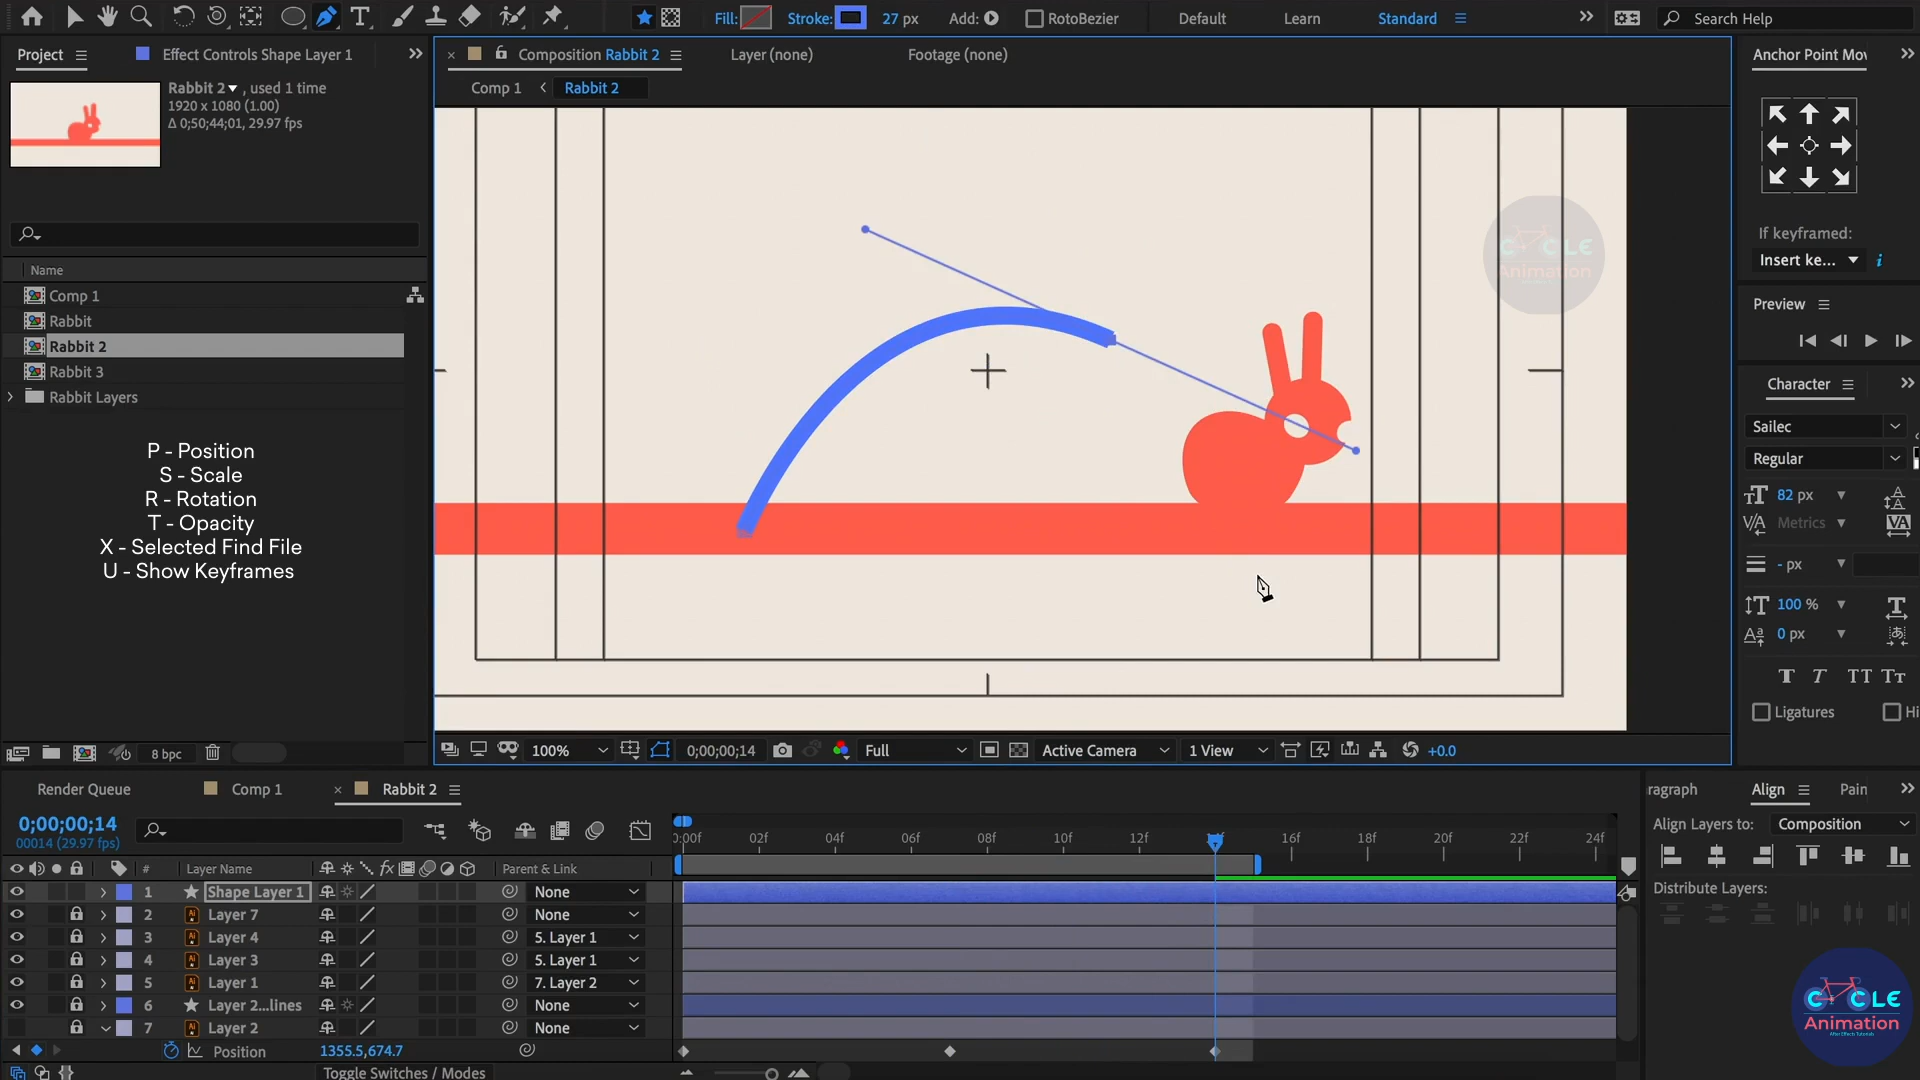 Fill:
Stroke:
27 px
Add:
RotoBezier
Default
Learn
Standard
Search Help
Project
Effect Controls Shape Layer 1
Composition Rabbit 2
Layer (none)
Footage (none)
Anchor Point Mov
Rabbit 2 , used 1 time
1920 x 1080 (1.00)
Δ 0;50;44;01, 29.97 fps
Comp 1
Rabbit 2
If keyframed:
Insert ke...
Name
Comp 1
Rabbit
Rabbit 2
Rabbit 3
Rabbit Layers
Preview
Character
Sailec
Regular
82 px
Metrics
- px
100 %
0 px
Ligatures
Hi
P - Position
S - Scale
R - Rotation
T - Opacity
X - Selected Find File
U - Show Keyframes
C CLE
Animation
8 bpc
100%
0;00;00;14
Full
Active Camera
1 View
+0.0
Render Queue
Comp 1
Rabbit 2
ragraph
Align
Pain
0;00;00;14
00014 (29.97 fps)
0:00f
02f
04f
06f
08f
10f
12f
16f
18f
20f
22f
24f
Align Layers to:
Composition
Distribute Layers:
#
Layer Name
Parent & Link
1
Shape Layer 1
None
2
Layer 7
None
3
Layer 4
5. Layer 1
4
Layer 3
5. Layer 1
5
Layer 1
7. Layer 2
6
Layer 2...lines
None
7
Layer 2
None
Position
1355.5,674.7
Toggle Switches / Modes
C CLE
Animation
After Effects Tutorials